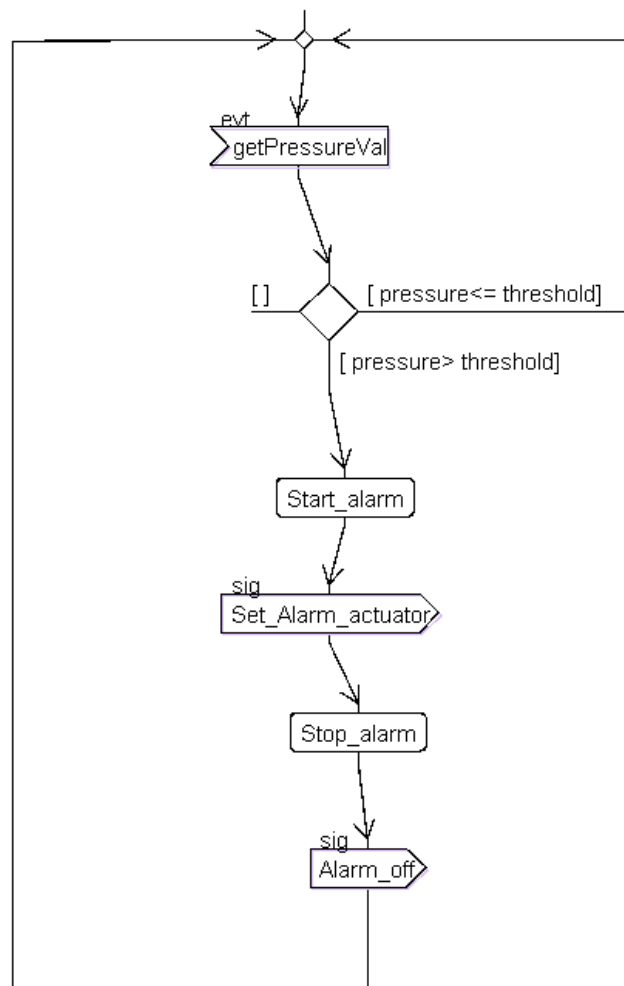 evt
getPressureVal
[ ]
[ pressure<= threshold]
[ pressure> threshold]
Start_alarm
sig
Set_Alarm_actuator
Stop_alarm
sig
Alarm_off